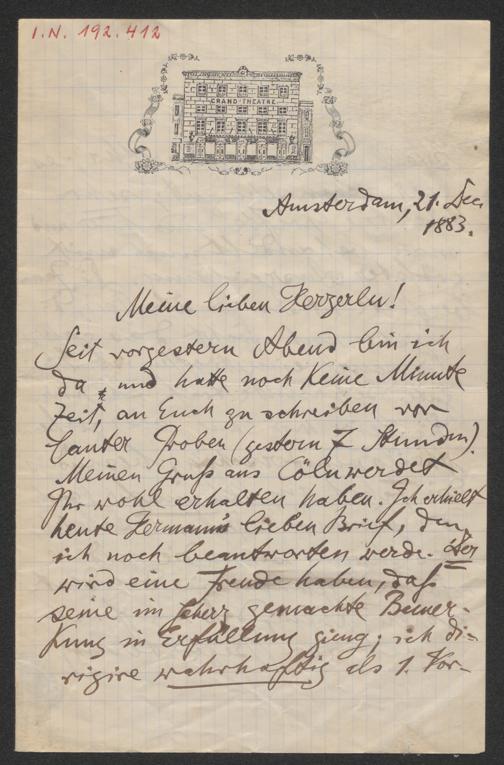 I.N. 192.412
GRAND THEATRE
Amsterdam, 21. Dec.
1883.
Meine lieben Herzerln!
Seit vorgestern Abend bin ich
da, und hatte noch keine Minute
Zeit, an Euch zu schreiben vor
lauter Proben (gestern 7 Stunden).
Meinen Gruß aus Cöln werdet
Ihr wohl erhalten haben. Ich erhielt
heute Hermanns lieben Brief, den
ich noch beantworten werde. Der
wird eine Freude haben, daß
seine im Scherz gemachte Bemer-
kung in Erfüllung gieng; ich di-
rigire wahrhaftig als 1. Vor-